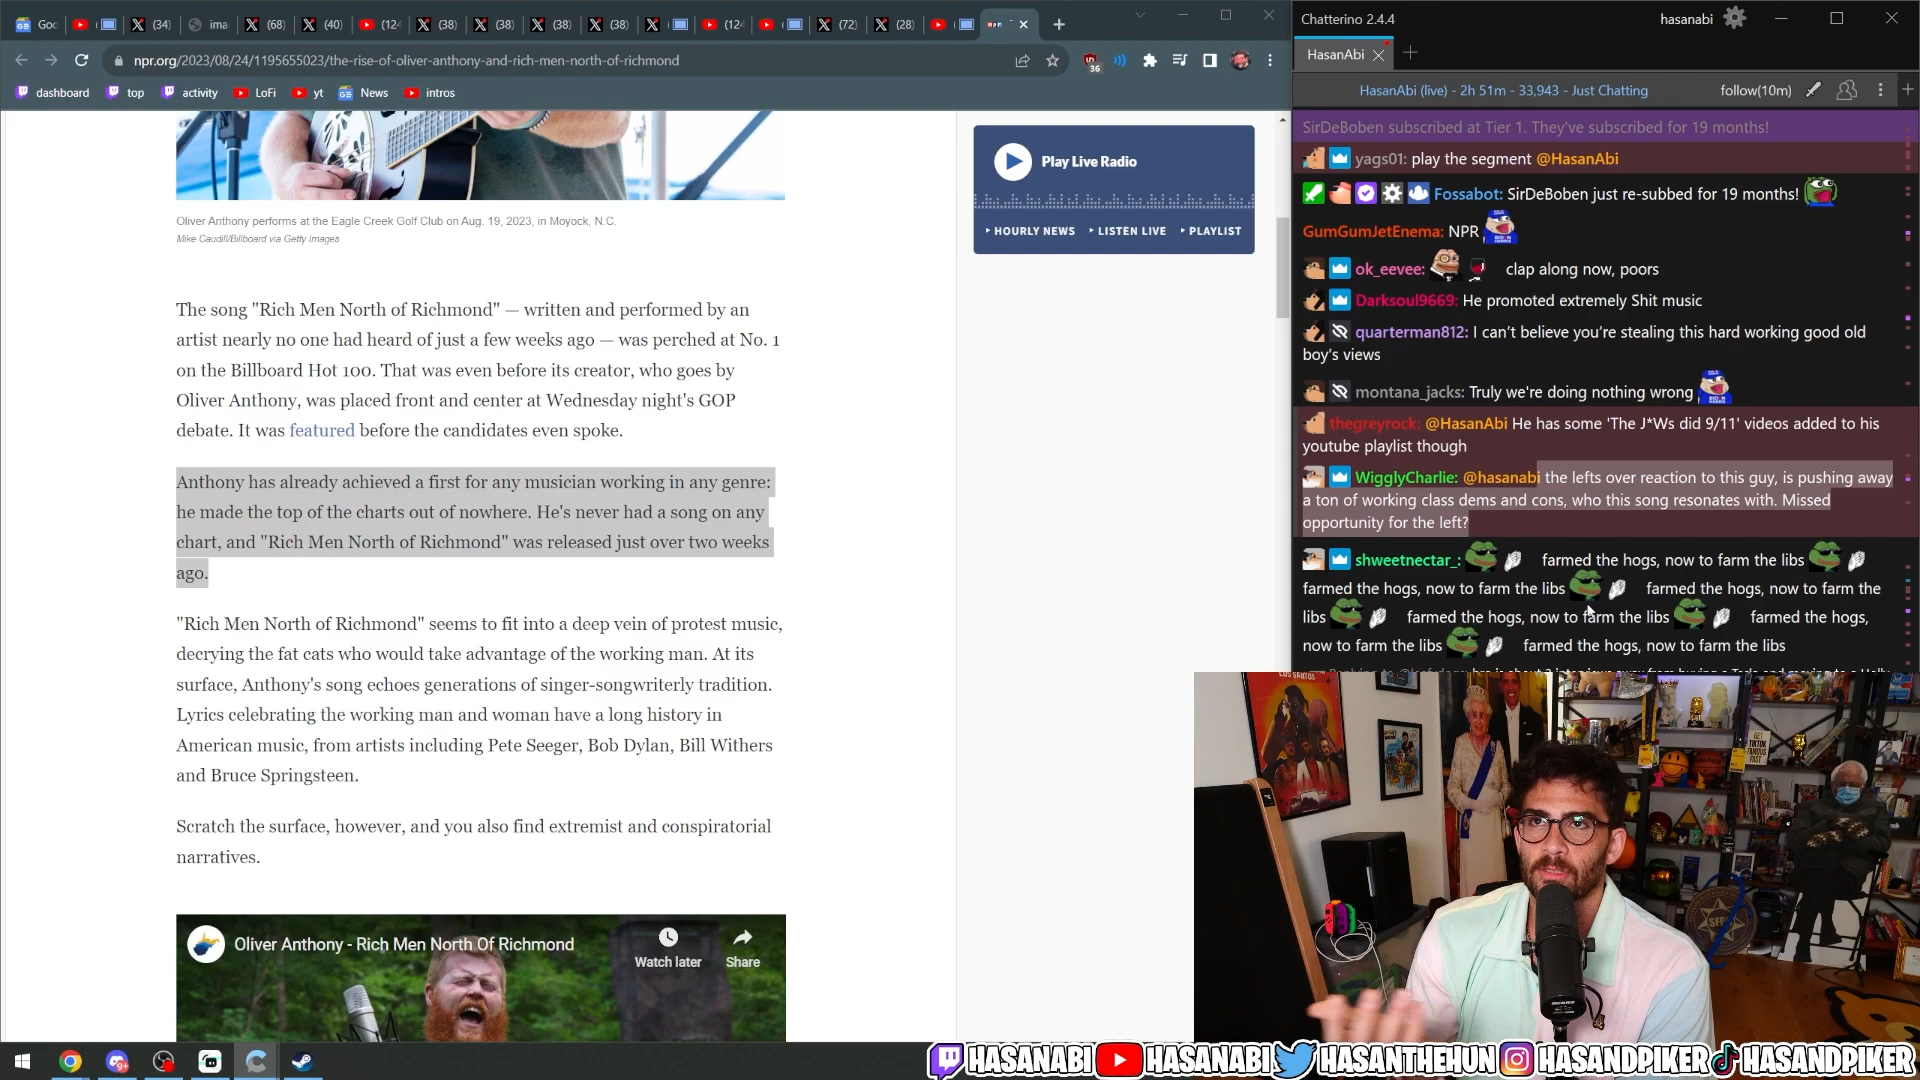 Goo
(34)
ima
(68)
(40)
(124
(38)
(38)
(38)
(38)
(124
(72)
(28)
npr.org/2023/08/24/1195655023/the-rise-of-oliver-anthony-and-rich-men-north-of-richmond
36
dashboard
top
activity
LoFi
yt
News
intros
Oliver Anthony performs at the Eagle Creek Golf Club on Aug. 19, 2023, in Moyock, N.C.
Mike Caudill/Billboard via Getty Images
The song "Rich Men North of Richmond" — written and performed by an
artist nearly no one had heard of just a few weeks ago — was perched at No. 1
on the Billboard Hot 100. That was even before its creator, who goes by
Oliver Anthony, was placed front and center at Wednesday night's GOP
debate. It was featured before the candidates even spoke.
Anthony has already achieved a first for any musician working in any genre:
he made the top of the charts out of nowhere. He's never had a song on any
chart, and "Rich Men North of Richmond" was released just over two weeks
ago.
"Rich Men North of Richmond" seems to fit into a deep vein of protest music,
decrying the fat cats who would take advantage of the working man. At its
surface, Anthony's song echoes generations of singer-songwriterly tradition.
Lyrics celebrating the working man and woman have a long history in
American music, from artists including Pete Seeger, Bob Dylan, Bill Withers
and Bruce Springsteen.
Scratch the surface, however, and you also find extremist and conspiratorial
narratives.
Oliver Anthony - Rich Men North Of Richmond
Watch later
Share
Play Live Radio
HOURLY NEWS
LISTEN LIVE
PLAYLIST
Chatterino 2.4.4
hasanabi
HasanAbi
HasanAbi (live) - 2h 51m - 33,943 - Just Chatting
follow(10m)
SirDeBoben subscribed at Tier 1. They've subscribed for 19 months!
yags01: play the segment @HasanAbi
Fossabot: SirDeBoben just re-subbed for 19 months!
GumGumJetEnema: NPR
ok_eevee: clap along now, poors
Darksoul9669: He promoted extremely Shit music
quarterman812: I can't believe you're stealing this hard working good old
boy's views
montana_jacks: Truly we're doing nothing wrong
thegreyrock: @HasanAbi He has some 'The J*Ws did 9/11' videos added to his
youtube playlist though
WigglyCharlie: @hasanabi the lefts over reaction to this guy, is pushing away
a ton of working class dems and cons, who this song resonates with. Missed
opportunity for the left?
shweetnectar_: farmed the hogs, now to farm the libs
farmed the hogs, now to farm the libs farmed the hogs, now to farm the
libs farmed the hogs, now to farm the libs farmed the hogs,
now to farm the libs farmed the hogs, now to farm the libs
LOS SANTOS
GET
TIKTOK
FAMOUS
FAST
HASANABI
HASANABI
HASANTHEHUN
HASANDPIKER
HASANDPIKER